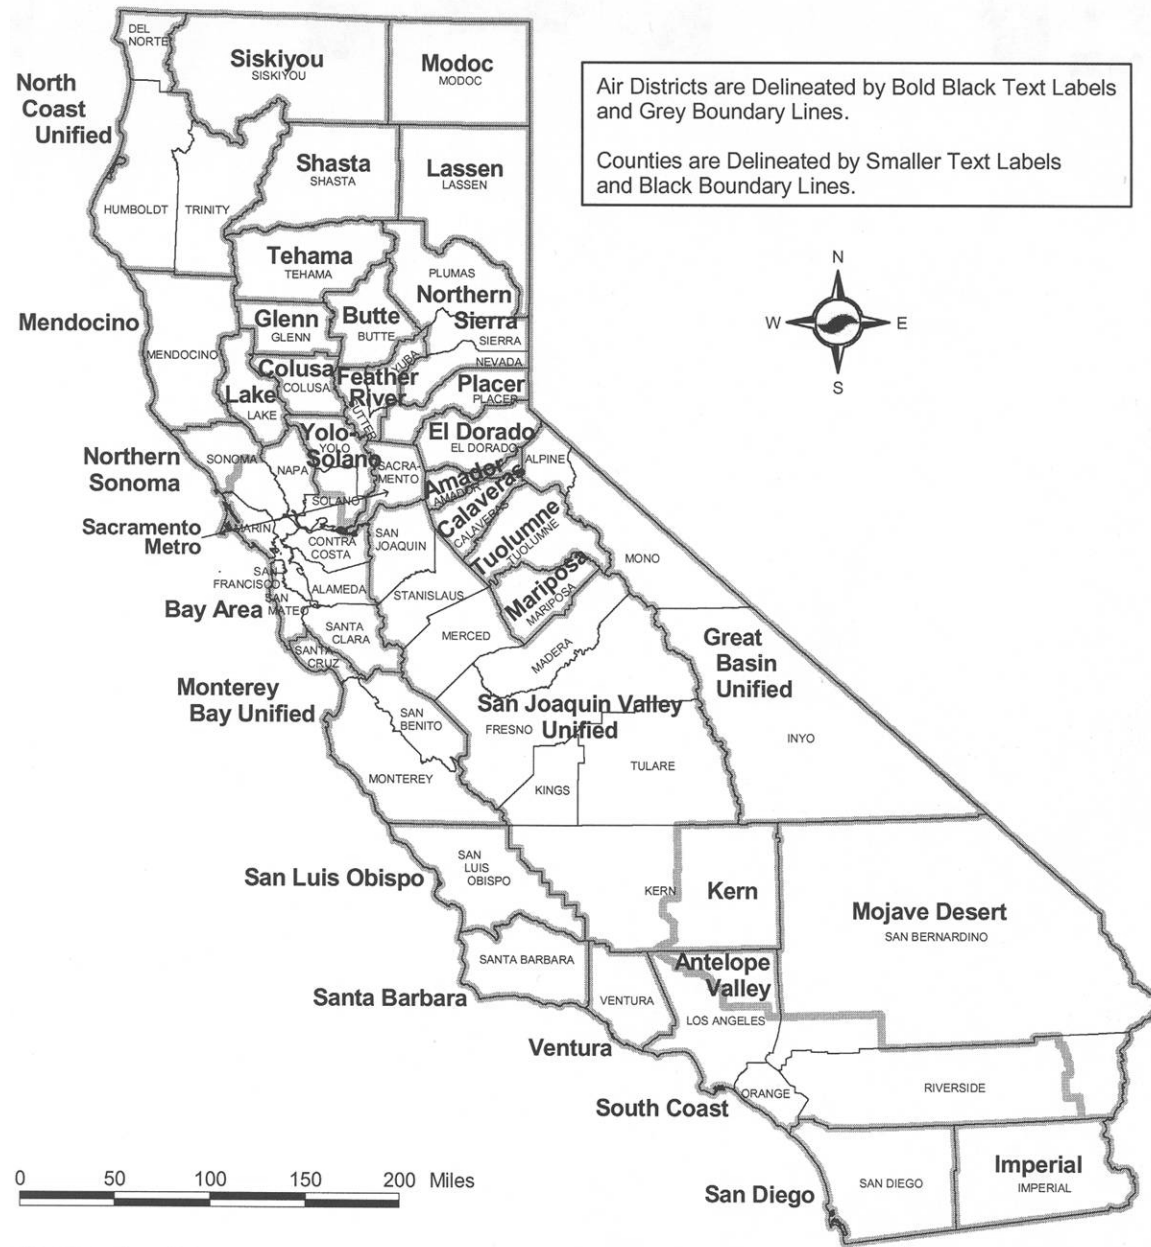 DEL
NORTE
Siskiyou
SISKIYOU
Modoc
MODOC
North
Coast
Unified
Air Districts are Delineated by Bold Black Text Labels
and Grey Boundary Lines.
Counties are Delineated by Smaller Text Labels
and Black Boundary Lines.
Shasta
SHASTA
Lassen
LASSEN
HUMBOLDT
TRINITY
Tehama
TEHAMA
PLUMAS
Northern
Sierra
SIERRA
N
W
E
S
Mendocino
MENDOCINO
Glenn
GLENN
Butte
BUTTE
YUBA
NEVADA
Colusa
COLUSA
Feather
River
SUTTER
Placer
PLACER
Lake
LAKE
Yolo-
YOLO
Solano
SOLANO
El Dorado
EL DORADO
Northern
Sonoma
SONOMA
NAPA
SACRA-
MENTO
Amador
AMADOR
ALPINE
Calaveras
CALAVERAS
Sacramento
Metro
MARIN
CONTRA
COSTA
SAN
JOAQUIN
Tuolumne
TUOLUMNE
MONO
SAN
FRANCISCO
ALAMEDA
STANISLAUS
Mariposa
MARIPOSA
Bay Area
SAN
MATEO
SANTA
CLARA
MERCED
Great
Basin
Unified
SANTA
CRUZ
MADERA
Monterey
Bay Unified
SAN
BENITO
San Joaquin Valley
Unified
FRESNO
INYO
MONTEREY
KINGS
TULARE
San Luis Obispo
SAN
LUIS
OBISPO
KERN
Kern
Mojave Desert
SAN BERNARDINO
Santa Barbara
SANTA BARBARA
VENTURA
Antelope
Valley
LOS ANGELES
Ventura
ORANGE
RIVERSIDE
South Coast
San Diego
SAN DIEGO
Imperial
IMPERIAL
0 50 100 150 200 Miles